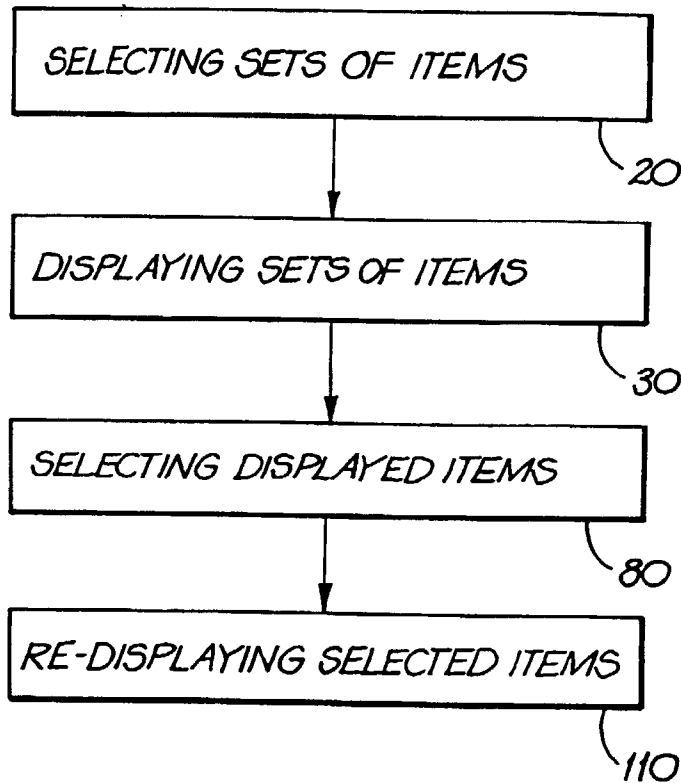 SELECTING SETS OF ITEMS
20
DISPLAYING SETS OF ITEMS
30
SELECTING DISPLAYED ITEMS
80
RE-DISPLAYING SELECTED ITEMS
110